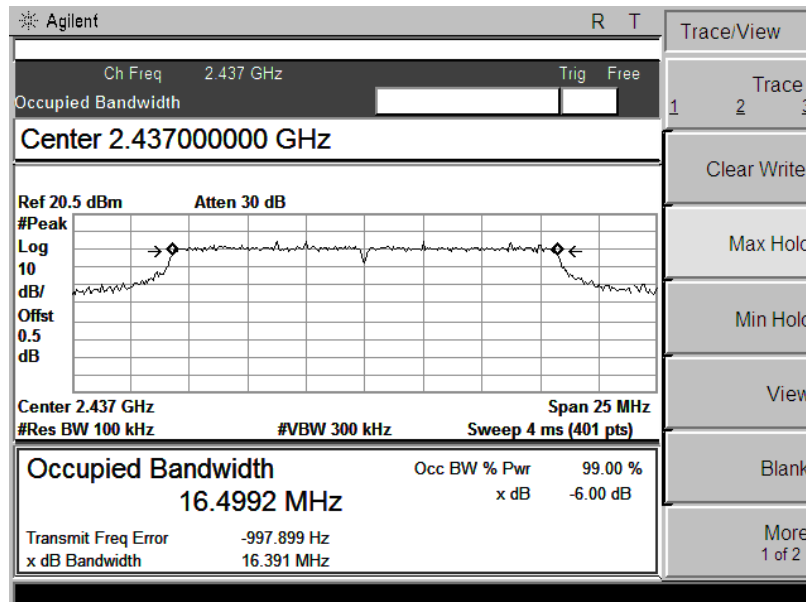 Agilent R T
Ch Freq 2.437 GHz Trig Free
Occupied Bandwidth
Center 2.437000000 GHz
Ref 20.5 dBm Atten 30 dB
#Peak
Log
10
dB/
Offst
0.5
dB
Center 2.437 GHz Span 25 MHz
#Res BW 100 kHz #VBW 300 kHz Sweep 4 ms (401 pts)
Occupied Bandwidth Occ BW % Pwr 99.00 %
16.4992 MHz x dB -6.00 dB
Transmit Freq Error -997.899 Hz
x dB Bandwidth 16.391 MHz
Trace/View
Trace
1 2 3
Clear Write
Max Hold
Min Hold
View
Blank
More
1 of 2